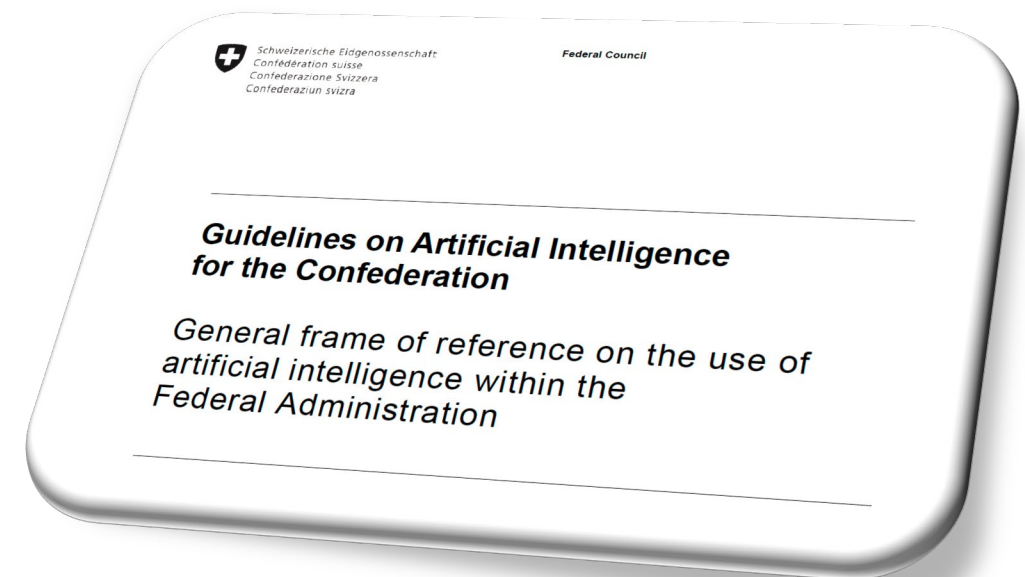 Schweizerische Eidgenossenschaft
Confédération suisse
Confederazione Svizzera
Confederaziun svizra
Federal Council
Guidelines on Artificial Intelligence
for the Confederation
General frame of reference on the use of
artificial intelligence within the
Federal Administration